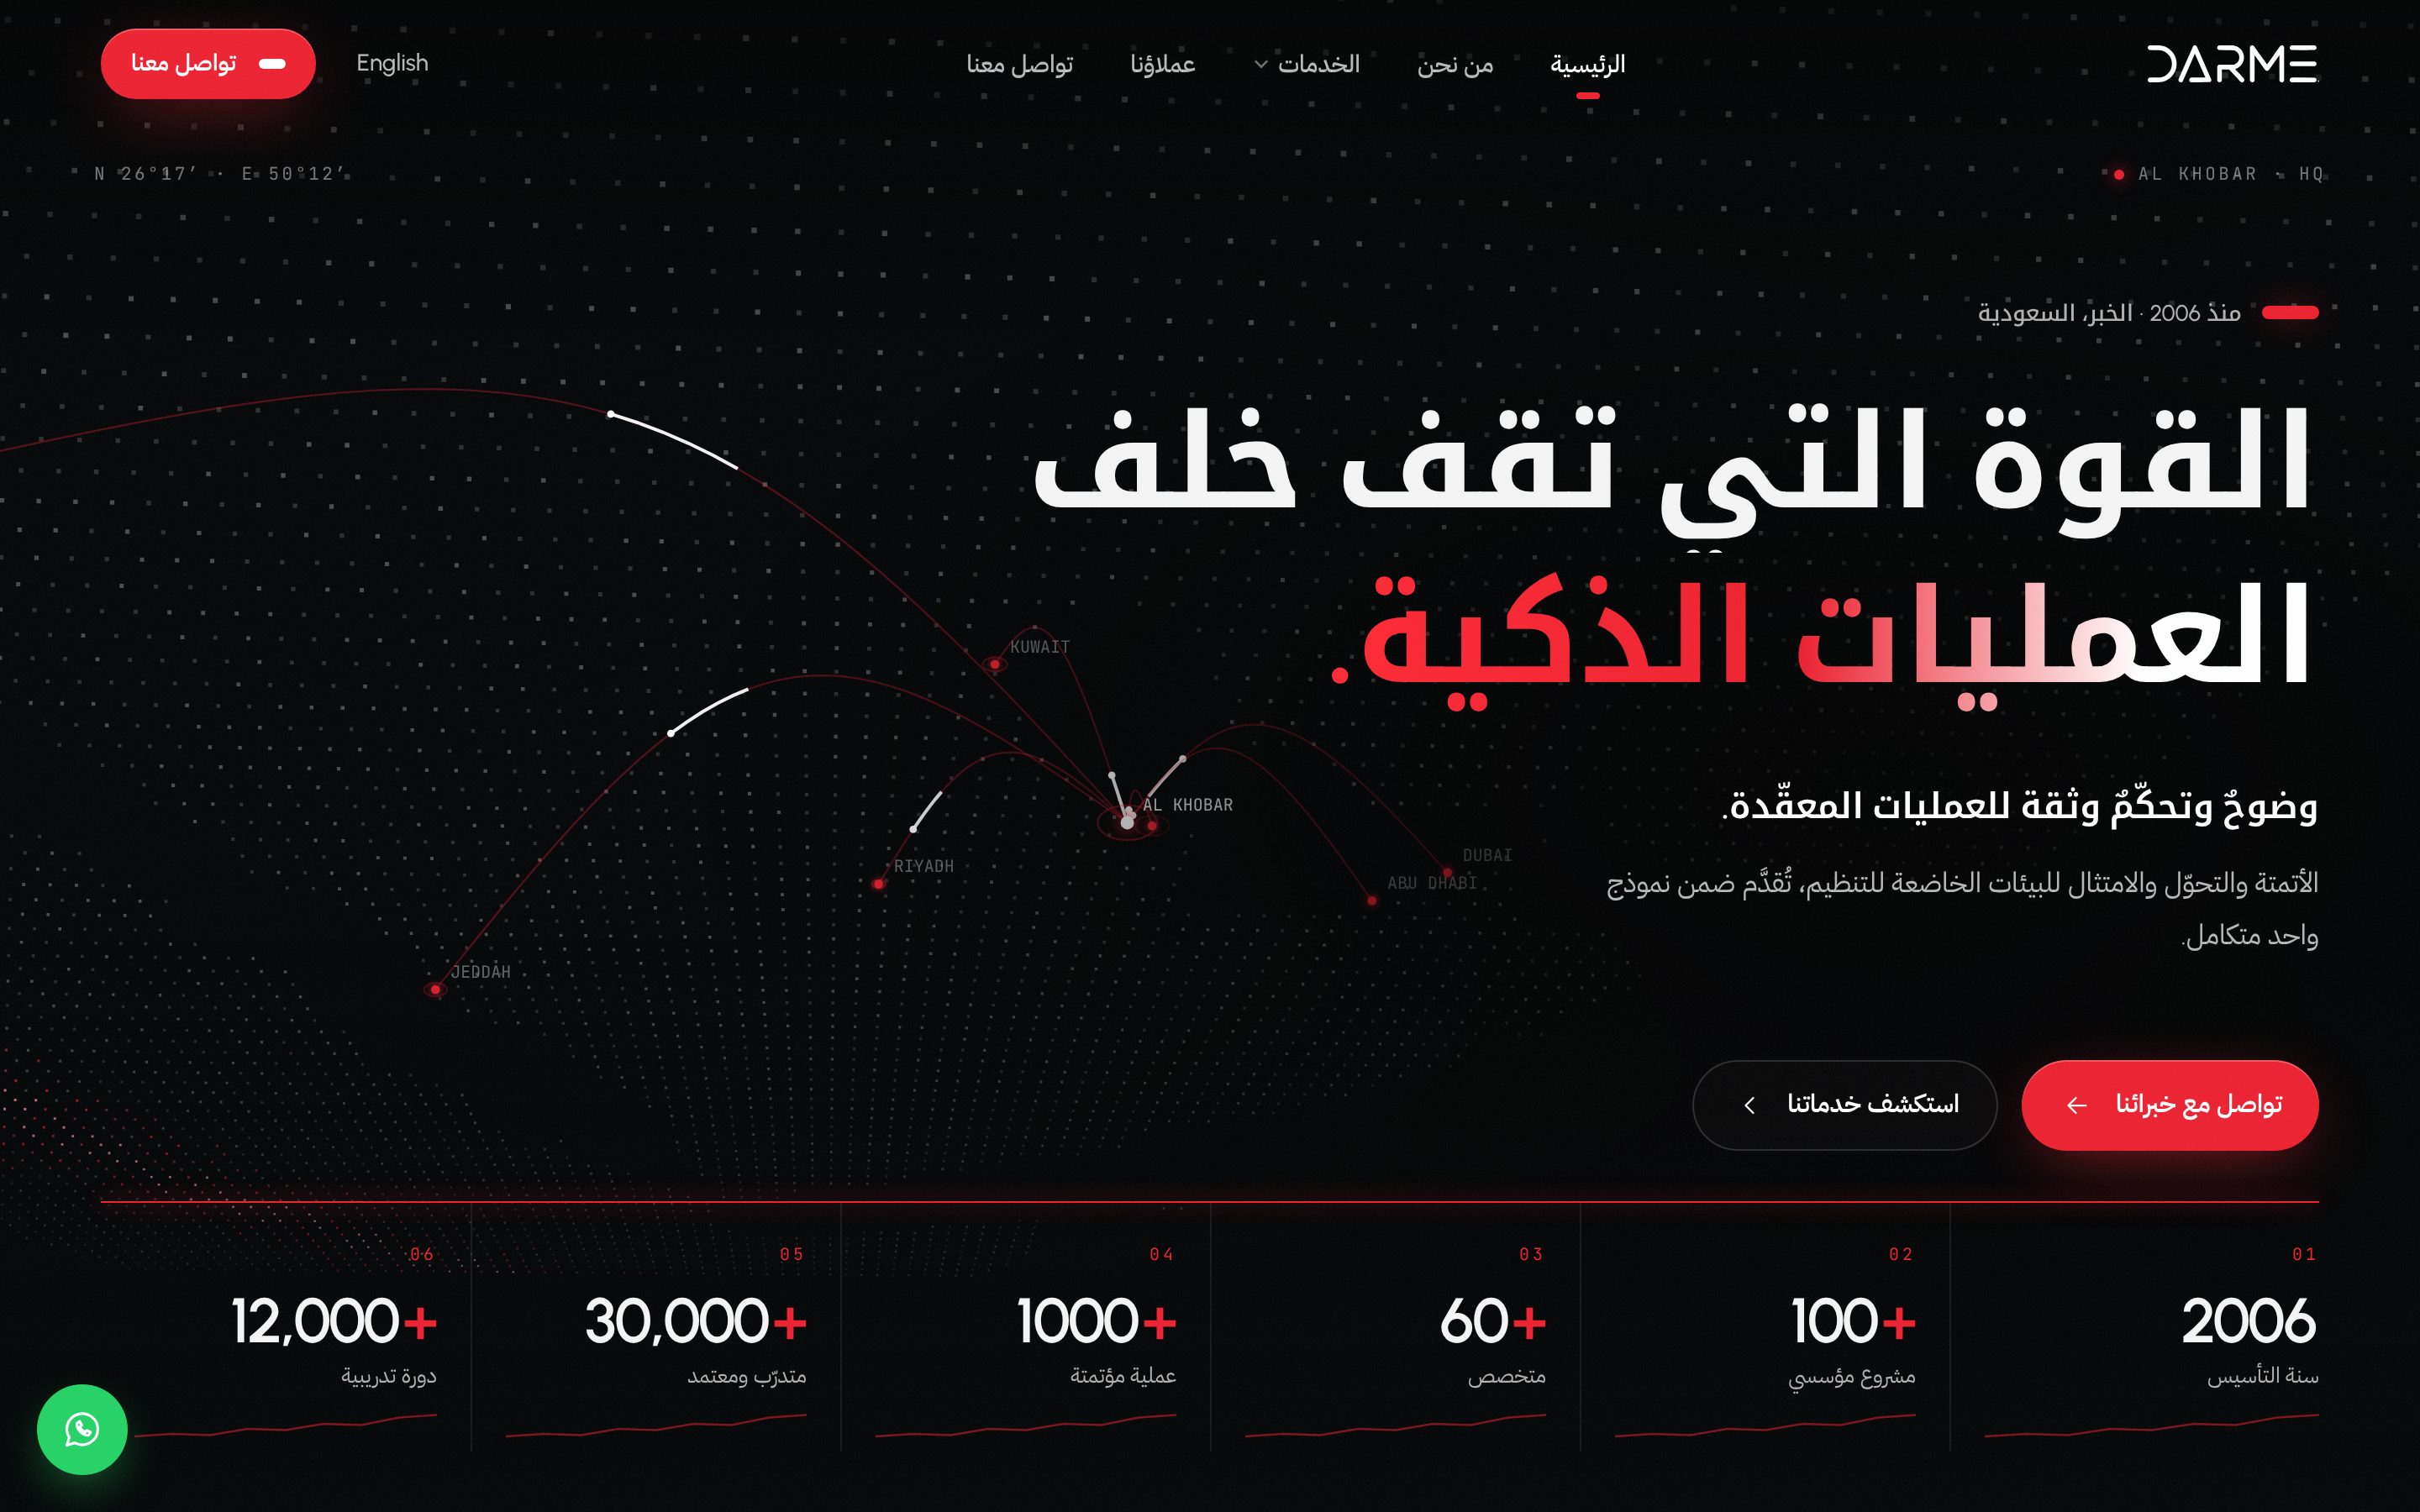 DARME
الرئيسية
من نحن
الخدمات
عملاؤنا
تواصل معنا
English
تواصل معنا
AL KHOBAR · HQ
N 26°17′ · E 50°12′
منذ 2006 · الخبر، السعودية
القوة التي تقف خلف
العمليات الذكية.
وضوحٌ وتحكّمٌ وثقة للعمليات المعقّدة.
الأتمتة والتحوّل والامتثال للبيئات الخاضعة للتنظيم، تُقدَّم ضمن نموذج
واحد متكامل.
تواصل مع خبرائنا
استكشف خدماتنا
KUWAIT
AL KHOBAR
RIYADH
DUBAI
ABU DHABI
JEDDAH
01
2006
سنة التأسيس
02
100+
مشروع مؤسسي
03
60+
متخصص
04
1000+
عملية مؤتمتة
05
30,000+
متدرّب ومعتمد
06
12,000+
دورة تدريبية